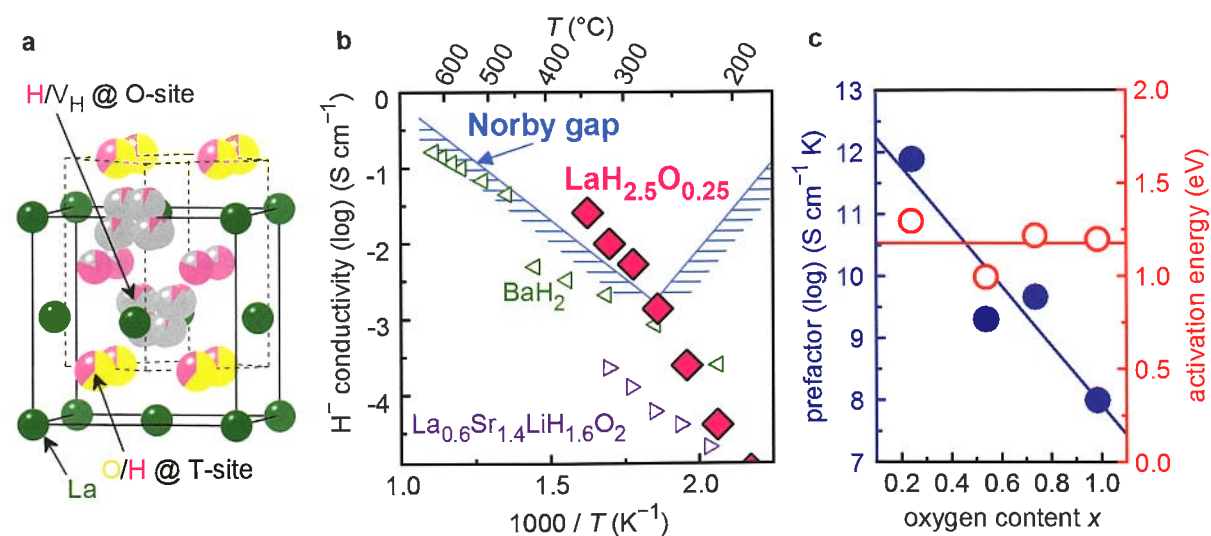 a
H/V_H @ O-site
O/H @ T-site
La
b
T (°C)
600 500 400 300 200
H⁻ conductivity (log) (S cm⁻¹)
0
-1
-2
-3
-4
Norby gap
LaH₂.₅O₀.₂₅
BaH₂
La₀.₆Sr₁.₄LiH₁.₆O₂
1.0 1.5 2.0
1000 / T (K⁻¹)
c
prefactor (log) (S cm⁻¹ K)
13
12
11
10
9
8
7
2.0
1.5
1.0
0.5
0.0
activation energy (eV)
0.2 0.4 0.6 0.8 1.0
oxygen content x